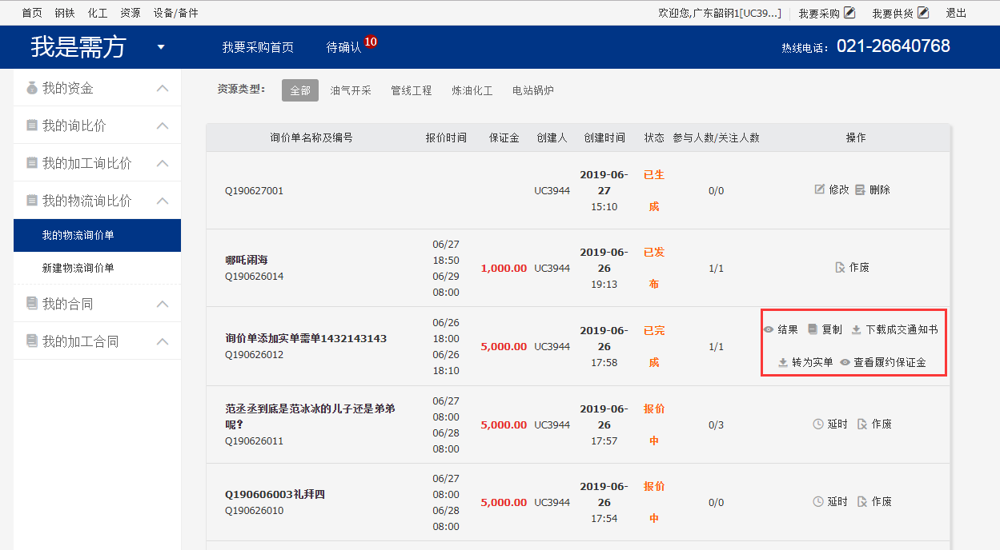 首页 钢铁 化工 资源 设备/备件 欢迎您,广东韶钢1[UC39...] 我要采购 我要供货 退出
我是需方 我要采购首页 待确认 10 热线电话： 021-26640768
我的资金
我的询比价
我的加工询比价
我的物流询比价
我的物流询价单
新建物流询价单
我的合同
我的加工合同
资源类型： 全部 油气开采 管线工程 炼油化工 电站锅炉
询价单名称及编号 报价时间 保证金 创建人 创建时间 状态 参与人数/关注人数 操作
Q190627001
UC3944
2019-06-
27
15:10
已生
成
0/0
修改 删除
哪吒闹海
Q190626014
06/27
18:50
06/29
08:00
1,000.00
UC3944
2019-06-
26
19:13
已发
布
1/1
作废
询价单添加实单需单1432143143
Q190626012
06/26
18:00
06/26
18:10
5,000.00
UC3944
2019-06-
26
17:58
已完
成
1/1
结果 复制 下载成交通知书
转为实单 查看履约保证金
范丞丞到底是范冰冰的儿子还是弟弟
呢？
Q190626011
06/27
08:00
06/28
08:00
5,000.00
UC3944
2019-06-
26
17:57
报价
中
0/3
延时 作废
Q190606003礼拜四
Q190626010
06/27
08:00
06/28
08:00
5,000.00
UC3944
2019-06-
26
17:54
报价
中
0/0
延时 作废